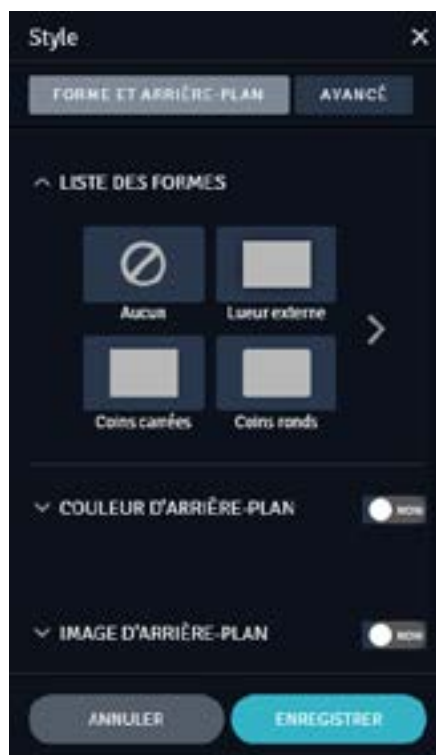 Style
FORME ET ARRIÈRE-PLAN AVANCÉ
LISTE DES FORMES
Aucun Lueur externe
Coins carrées Coins ronds
COULEUR D'ARRIÈRE-PLAN NON
IMAGE D'ARRIÈRE-PLAN NON
ANNULER ENREGISTRER